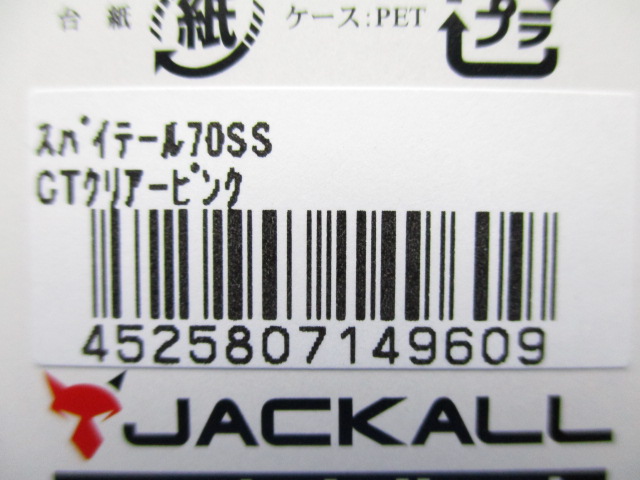 台紙 紙 ケース:PET プラ
ｽﾊﾟｲﾃｰﾙ70SS
GTｸﾘｱｰﾋﾟﾝｸ
4525807149609
JACKALL